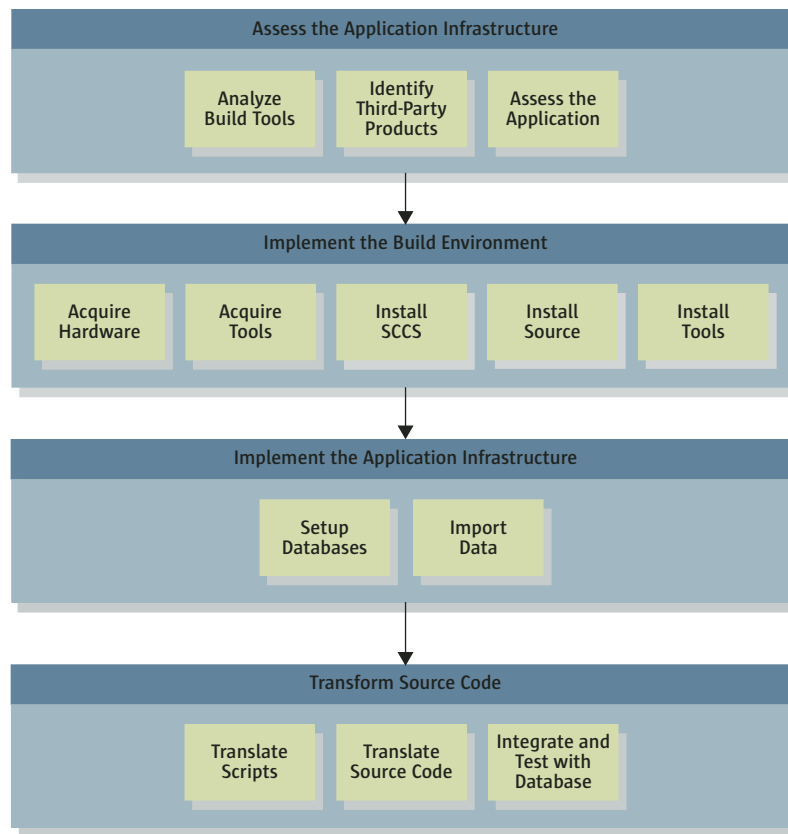 Assess the Application Infrastructure
Analyze
Build Tools
Identify
Third-Party
Products
Assess the
Application
Implement the Build Environment
Acquire
Hardware
Acquire
Tools
Install
SCCS
Install
Source
Install
Tools
Implement the Application Infrastructure
Setup
Databases
Import
Data
Transform Source Code
Translate
Scripts
Translate
Source Code
Integrate and
Test with
Database